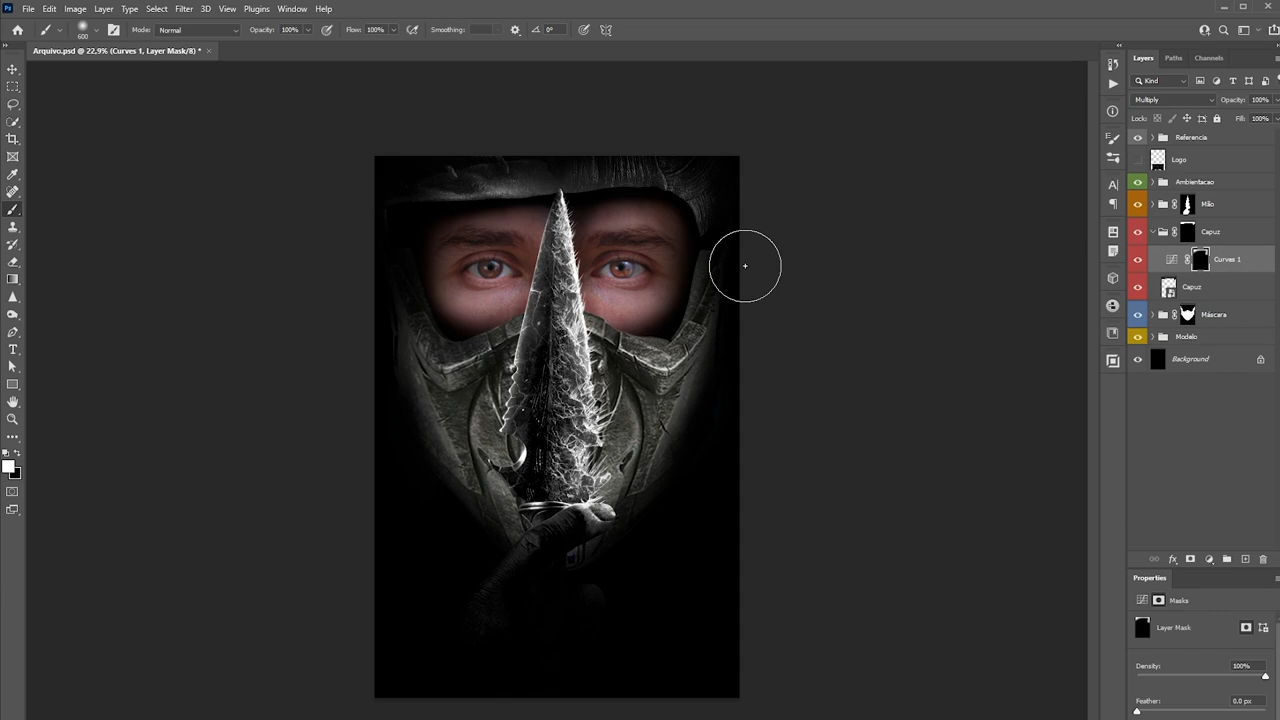 Ps File Edit Image Layer Type Select Filter 3D View Plugins Window Help
600 Mode: Normal Opacity: 100% Flow: 100% Smoothing: 0°
Arquivo.psd @ 22,9% (Curves 1, Layer Mask/8) * ×
Layers Paths Channels
Kind
Multiply Opacity: 100%
Lock: Fill: 100%
Referencia
Logo
Ambientacao
Mão
Capuz
Curves 1
Capuz
Máscara
Modelo
Background
Properties
Masks
Layer Mask
Density: 100%
Feather: 0.0 px